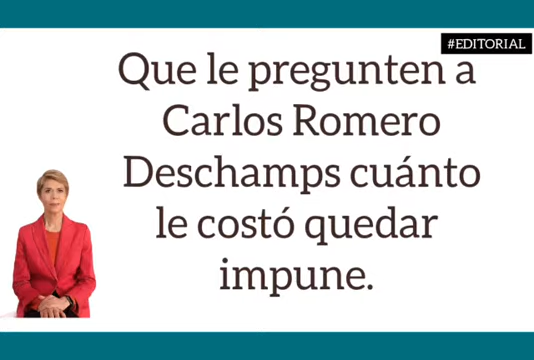 #EDITORIAL
Que le pregunten a
Carlos Romero
Deschamps cuánto
le costó quedar
impune.